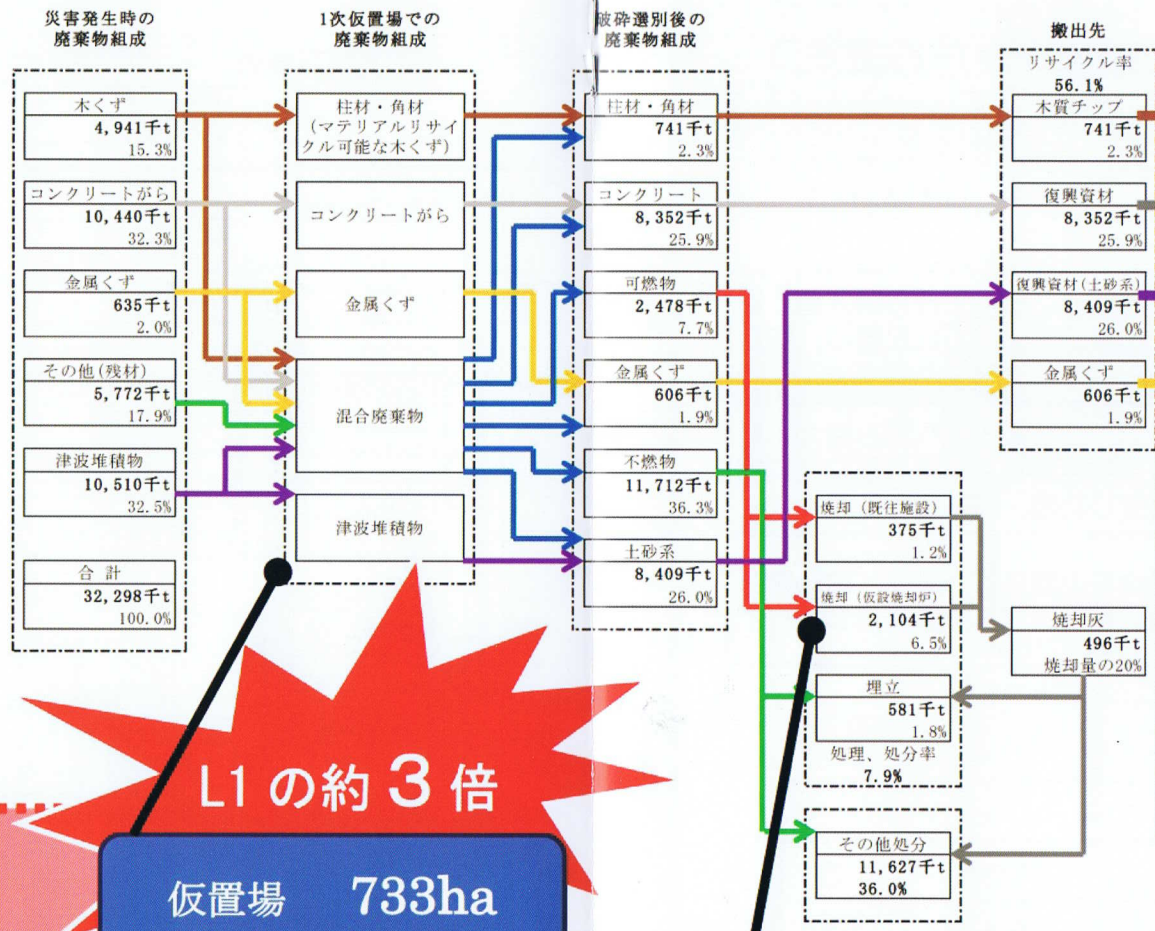 災害発生時の
廃棄物組成
木くず
4,941千t
15.3%
コンクリートがら
10,440千t
32.3%
金属くず
635千t
2.0%
その他(残材)
5,772千t
17.9%
津波堆積物
10,510千t
32.5%
合計
32,298千t
100.0%
1次仮置場での
廃棄物組成
柱材・角材
(マテリアルリサイ
クル可能な木くず)
コンクリートがら
金属くず
混合廃棄物
津波堆積物
破砕選別後の
廃棄物組成
柱材・角材
741千t
2.3%
コンクリート
8,352千t
25.9%
可燃物
2,478千t
7.7%
金属くず
606千t
1.9%
不燃物
11,712千t
36.3%
土砂系
8,409千t
26.0%
搬出先
リサイクル率
56.1%
木質チップ
741千t
2.3%
復興資材
8,352千t
25.9%
復興資材(土砂系)
8,409千t
26.0%
金属くず
606千t
1.9%
焼却(既往施設)
375千t
1.2%
焼却(仮設焼却炉)
2,104千t
6.5%
埋立
581千t
1.8%
処理、処分率
7.9%
焼却灰
496千t
焼却量の20%
その他処分
11,627千t
36.0%
L1の約3倍
仮置場 733ha